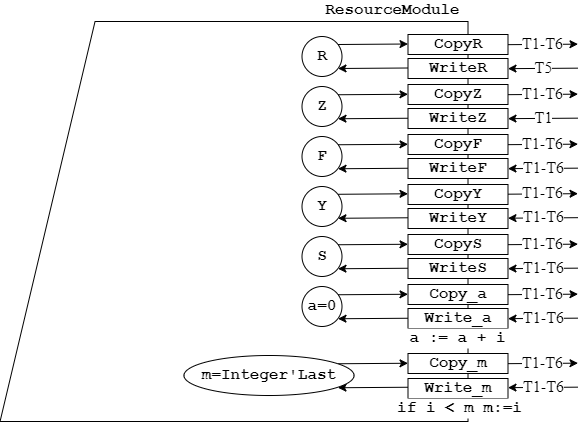 ResourceModule
R CopyR T1-T6
WriteR T5
Z CopyZ T1-T6
WriteZ T1
F CopyF T1-T6
WriteF T1-T6
Y CopyY T1-T6
WriteY T1-T6
S CopyS T1-T6
WriteS T1-T6
a=0 Copy_a T1-T6
Write_a T1-T6
a := a + i
m=Integer'Last Copy_m T1-T6
Write_m T1-T6
if i < m m:=i